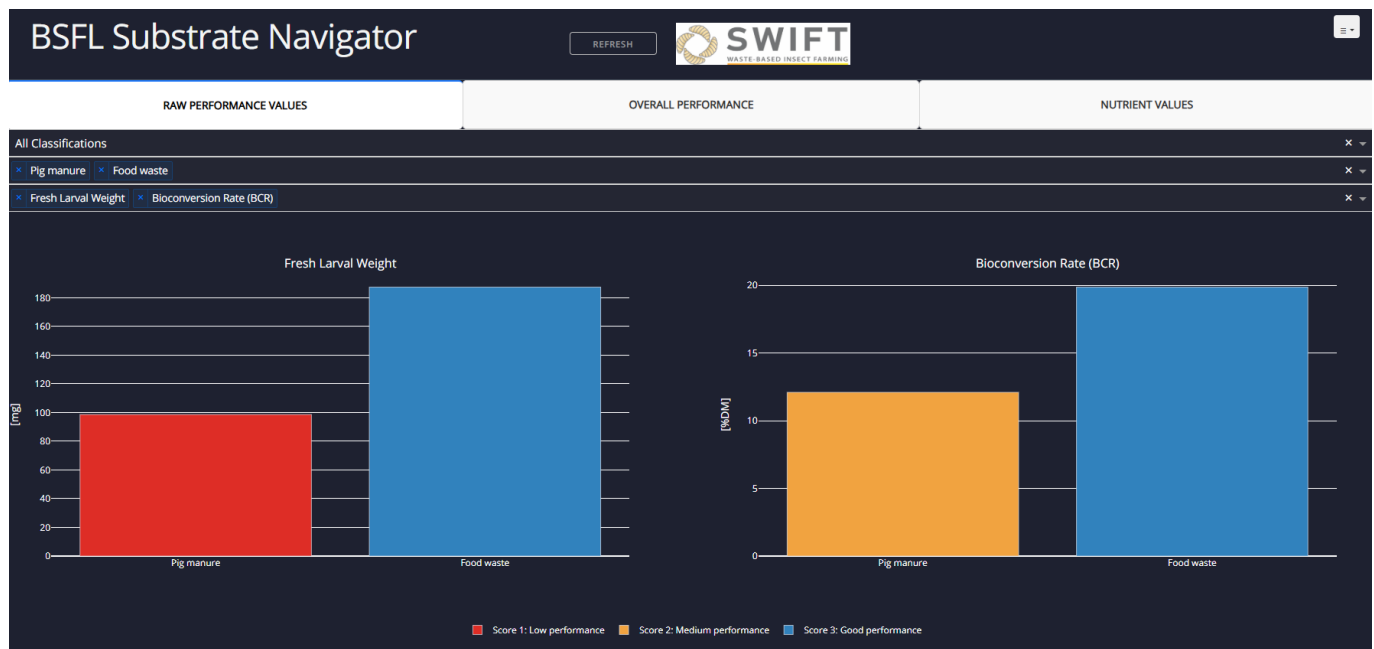 BSFL Substrate Navigator
REFRESH
SWIFT
WASTE-BASED INSECT FARMING
RAW PERFORMANCE VALUES
OVERALL PERFORMANCE
NUTRIENT VALUES
All Classifications
× Pig manure × Food waste
× Fresh Larval Weight × Bioconversion Rate (BCR)
Fresh Larval Weight
[mg]
180
160
140
120
100
80
60
40
20
0
Pig manure Food waste
Bioconversion Rate (BCR)
[%DM]
20
15
10
5
0
Pig manure Food waste
Score 1: Low performance Score 2: Medium performance Score 3: Good performance